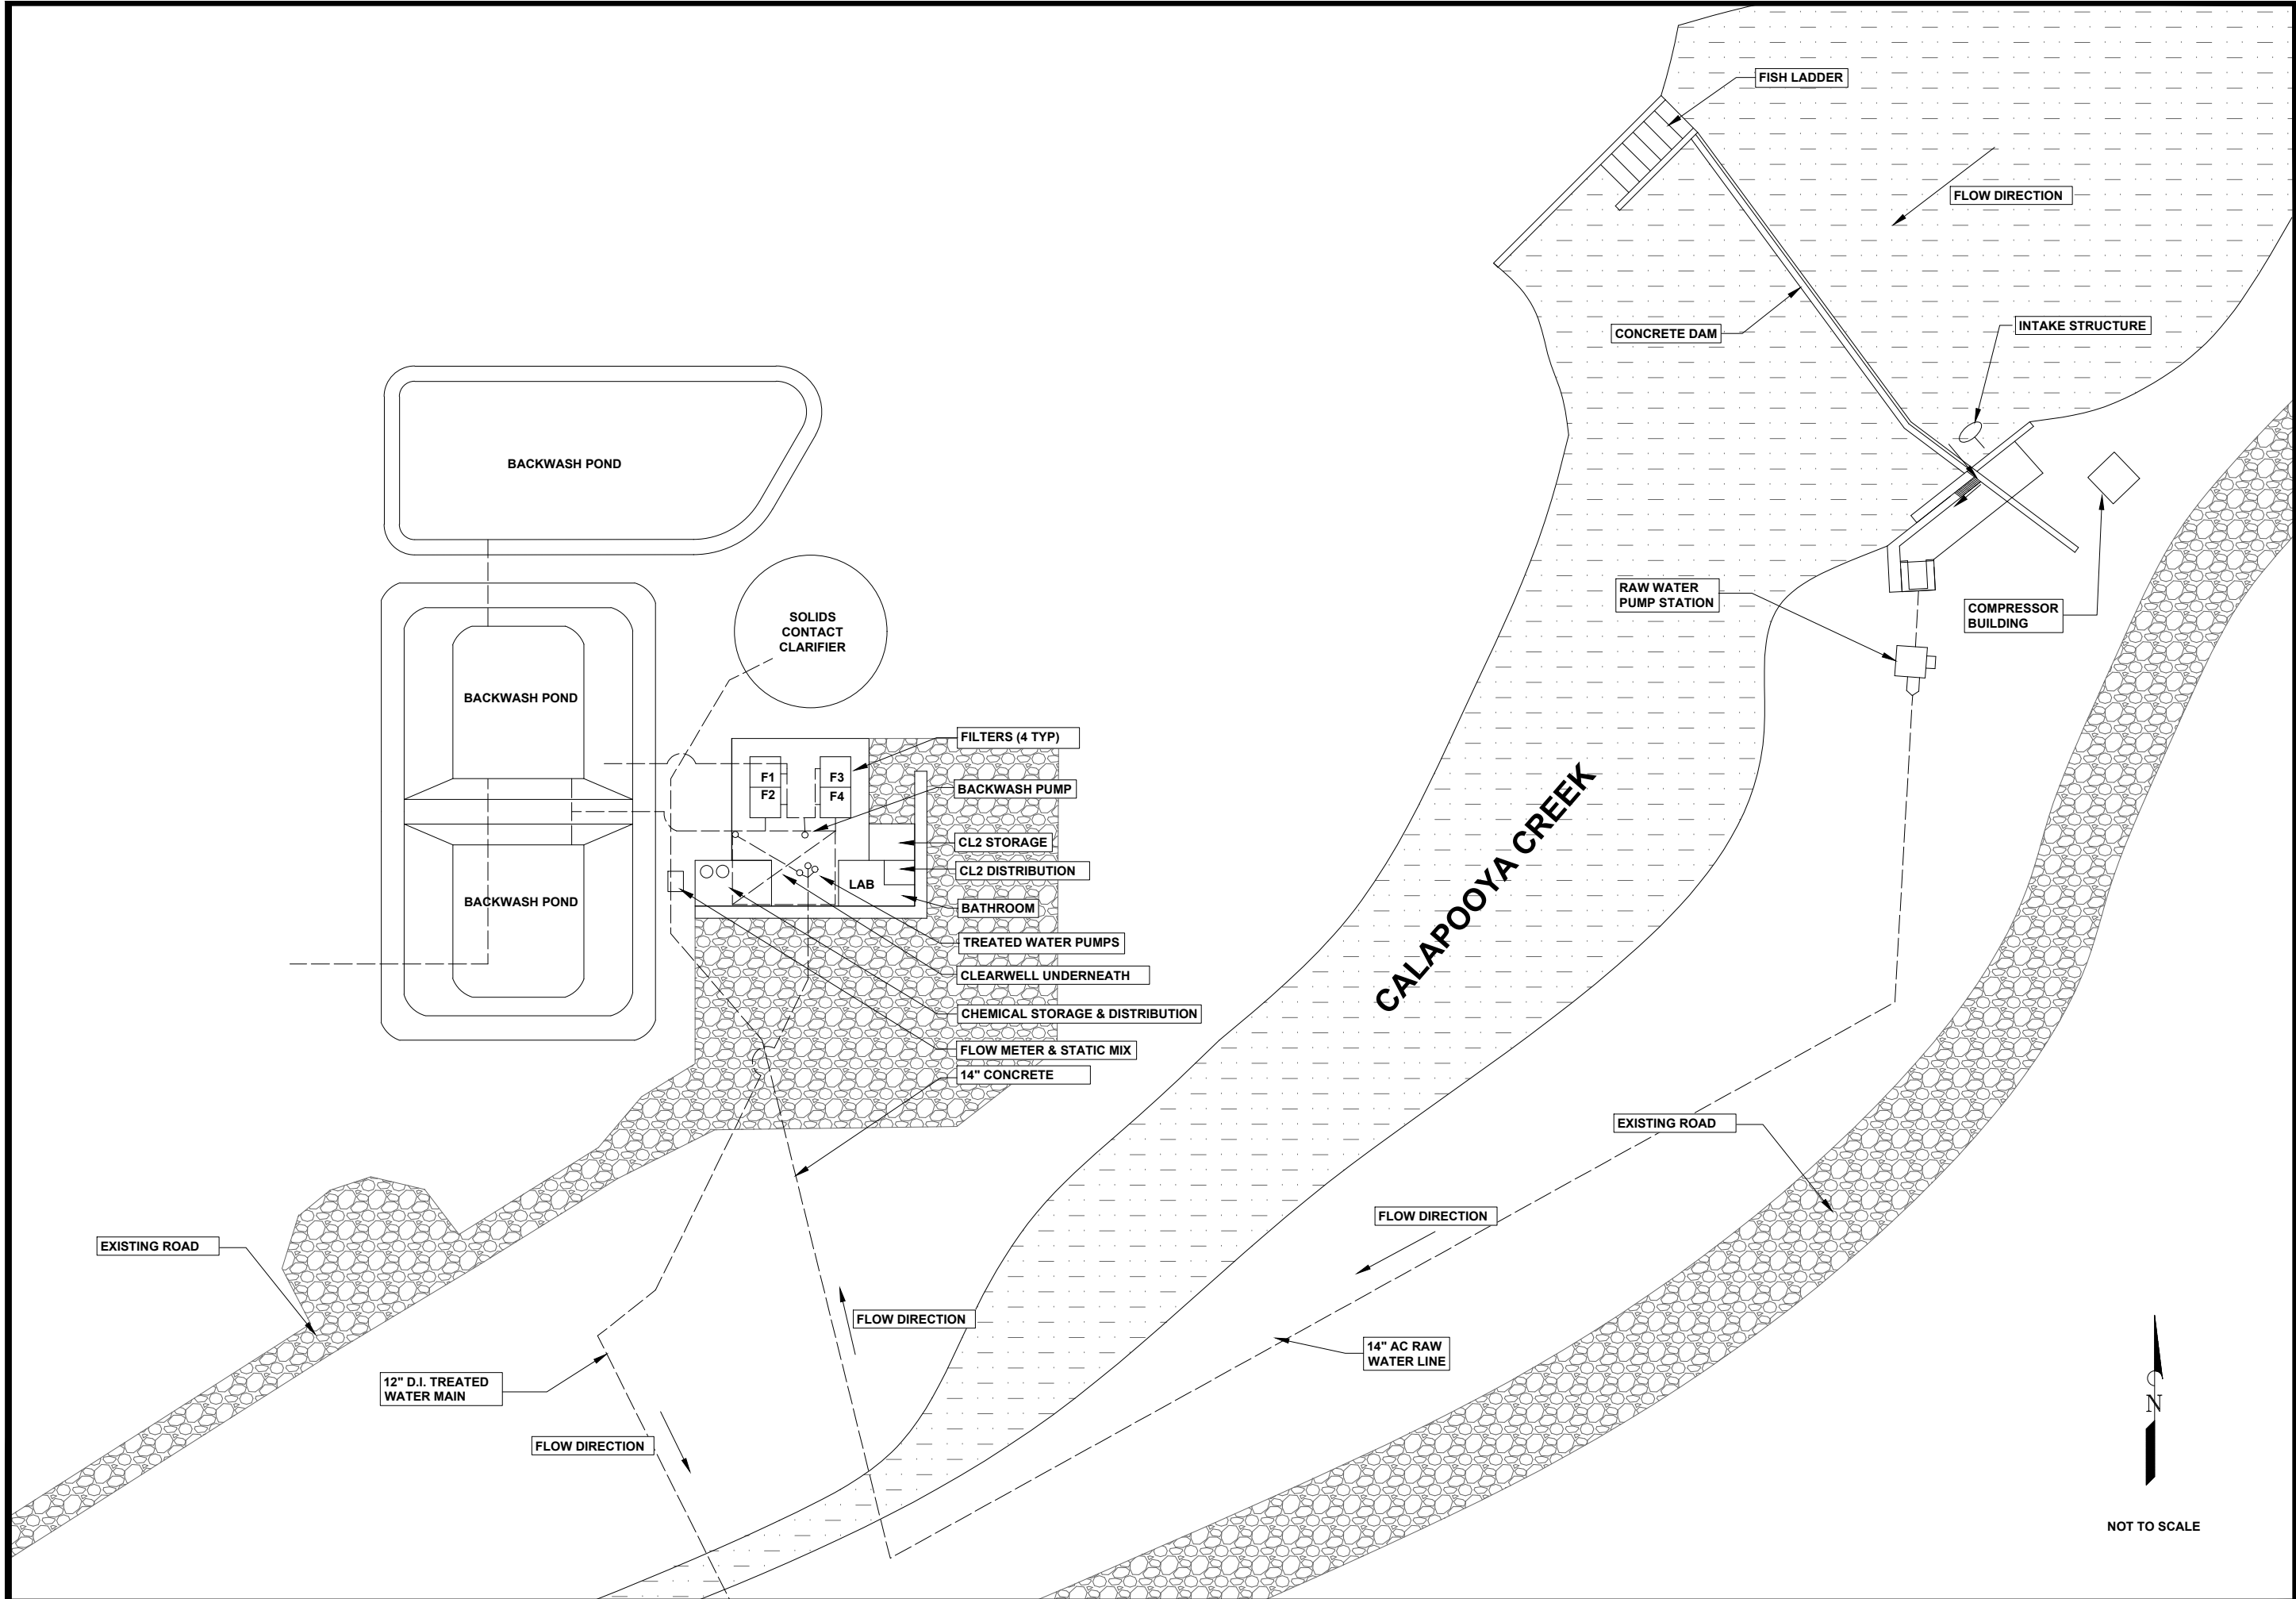 FISH LADDER
FLOW DIRECTION
CONCRETE DAM
INTAKE STRUCTURE
BACKWASH POND
RAW WATER
PUMP STATION
COMPRESSOR
BUILDING
SOLIDS
CONTACT
CLARIFIER
BACKWASH POND
FILTERS (4 TYP)
F1
F3
F2
F4
BACKWASH PUMP
CL2 STORAGE
CL2 DISTRIBUTION
LAB
BACKWASH POND
BATHROOM
TREATED WATER PUMPS
CLEARWELL UNDERNEATH
CHEMICAL STORAGE & DISTRIBUTION
FLOW METER & STATIC MIX
14" CONCRETE
CALAPOOYA CREEK
EXISTING ROAD
FLOW DIRECTION
EXISTING ROAD
FLOW DIRECTION
14" AC RAW
WATER LINE
12" D.I. TREATED
WATER MAIN
FLOW DIRECTION
N
NOT TO SCALE